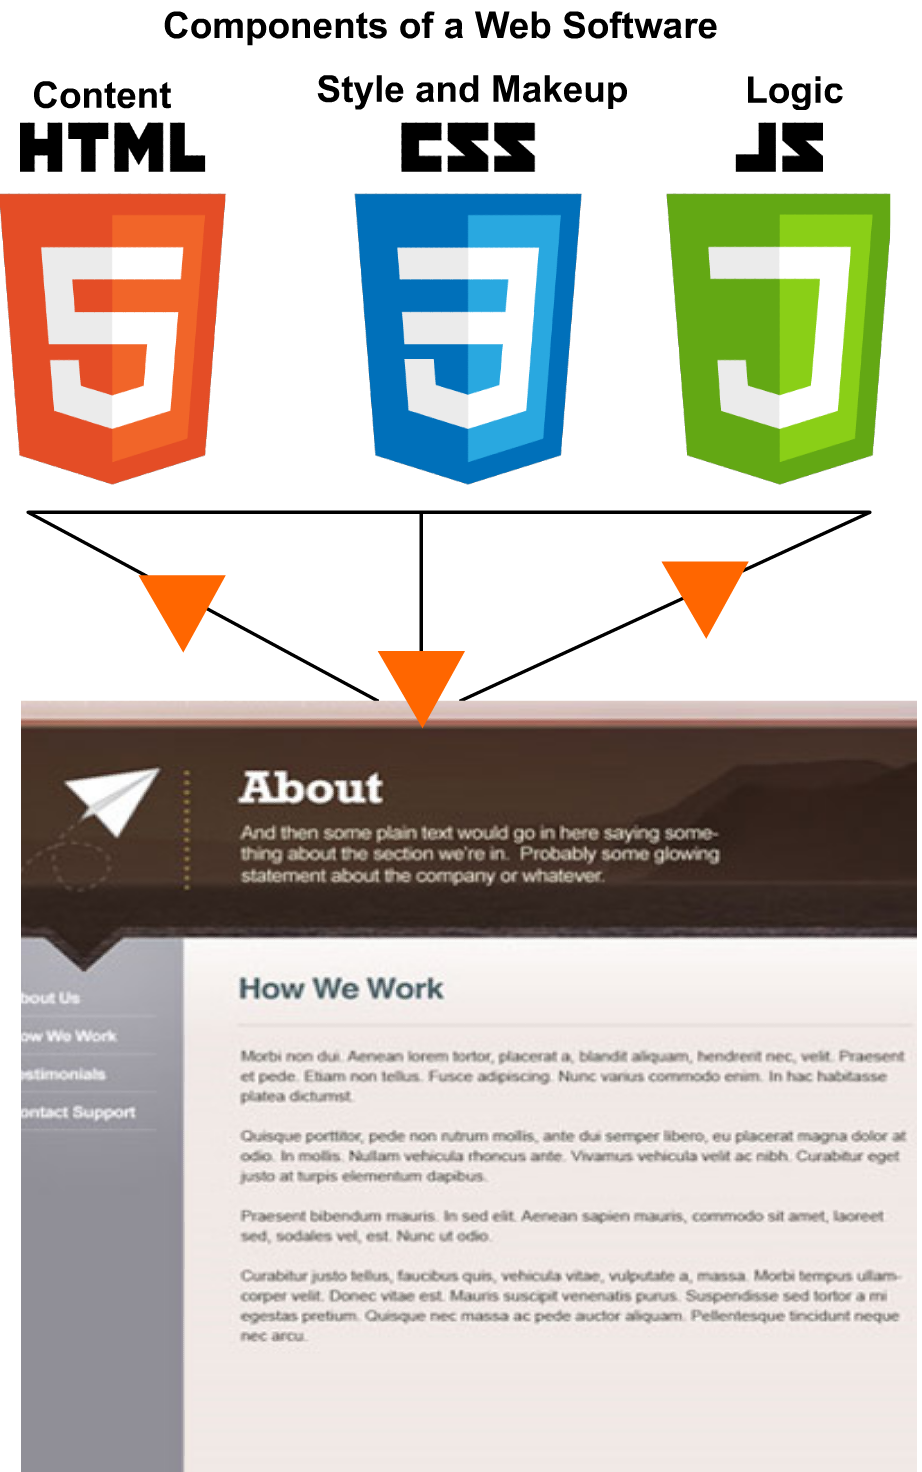 Components of a Web Software
Content
Style and Makeup
Logic
HTML
CSS
JS
5
3
J
About
And then some plain text would go in here saying some-
thing about the section we're in. Probably some glowing
statement about the company or whatever.
bout Us
ow We Work
stimonials
ontact Support
How We Work
Morbi non dui. Aenean lorem tortor, placerat a, blandit aliquam, hendrerit nec, velit. Praesent
et pede. Etiam non tellus. Fusce adipiscing. Nunc varius commodo enim. In hac habitasse
platea dictumst.
Quisque porttitor, pede non rutrum mollis, ante dui semper libero, eu placerat magna dolor at
odio. In mollis. Nullam vehicula rhoncus ante. Vivamus vehicula velit ac nibh. Curabitur eget
justo at turpis elementum dapibus.
Praesent bibendum mauris. In sed elit. Aenean sapien mauris, commodo sit amet, laoreet
sed, sodales vel, est. Nunc ut odio.
Curabitur justo tellus, faucibus quis, vehicula vitae, vulputate a, massa. Morbi tempus ullam-
corper velit. Donec vitae est. Mauris suscipit venenatis purus. Suspendisse sed tortor a mi
egestas pretium. Quisque nec massa ac pede auctor aliquam. Pellentesque tincidunt neque
nec arcu.